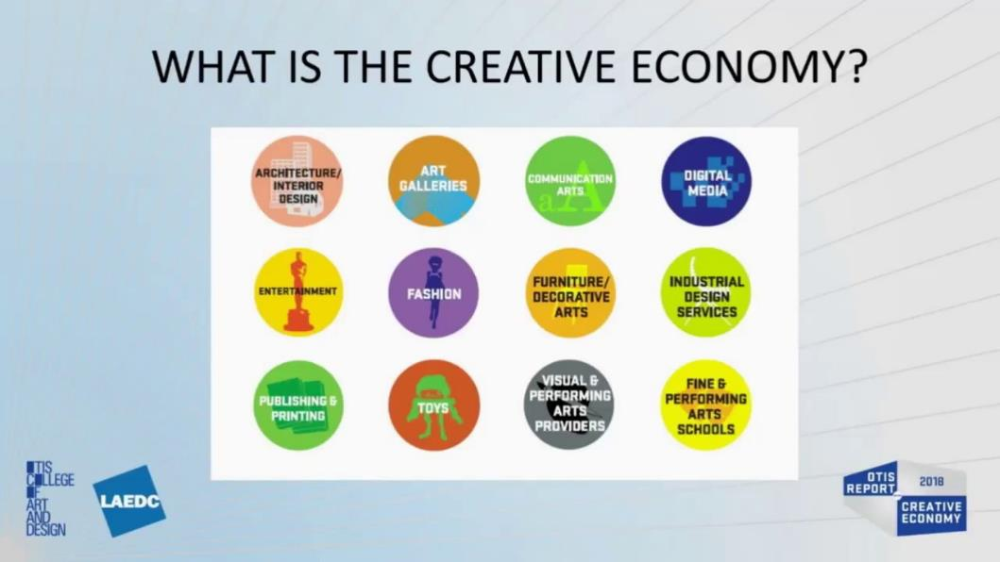 WHAT IS THE CREATIVE ECONOMY?
ARCHITECTURE/
INTERIOR
DESIGN
ART
GALLERIES
COMMUNICATION
ARTS
aA
DIGITAL
MEDIA
ENTERTAINMENT
FASHION
FURNITURE/
DECORATIVE
ARTS
INDUSTRIAL
DESIGN
SERVICES
PUBLISHING &
PRINTING
TOYS
VISUAL &
PERFORMING
ARTS
PROVIDERS
FINE &
PERFORMING
ARTS
SCHOOLS
OTIS
COLLEGE
OF
ART
AND
DESIGN
LAEDC
OTIS
REPORT
2018
CREATIVE
ECONOMY